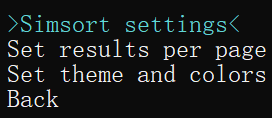 >Simsort settings<
Set results per page
Set theme and colors
Back